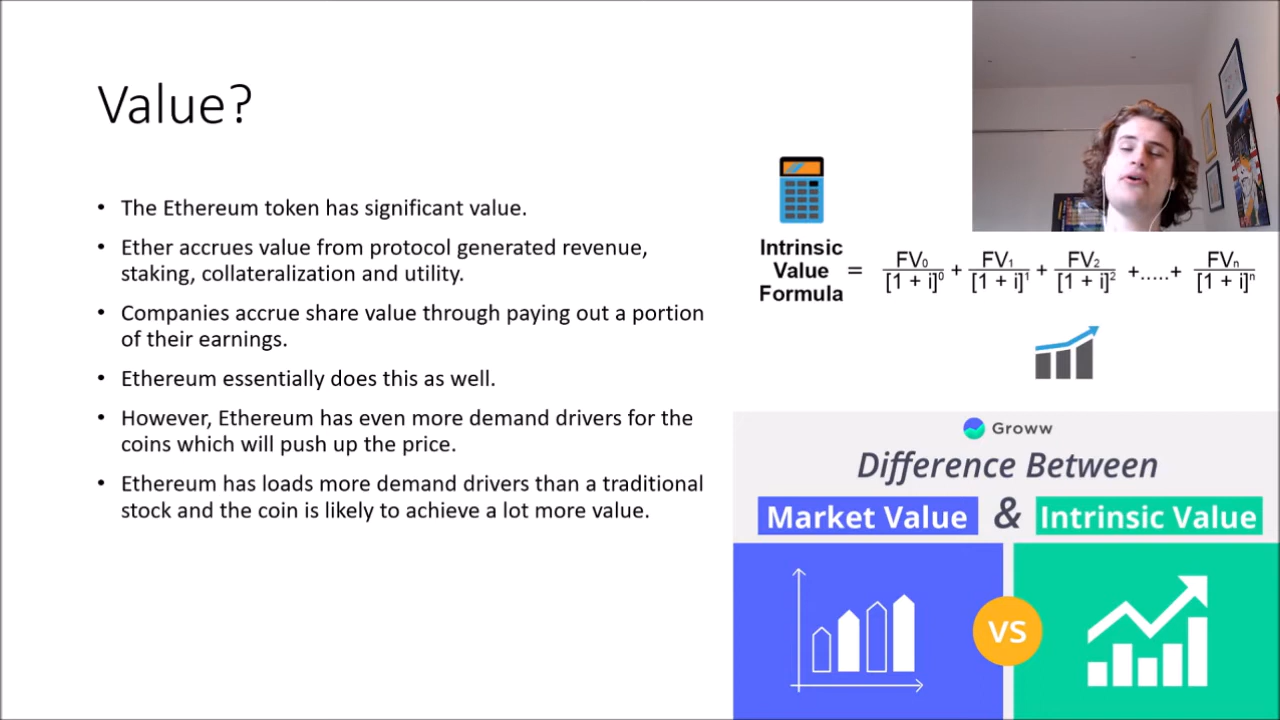 Value?
• The Ethereum token has significant value.
• Ether accrues value from protocol generated revenue,
staking, collateralization and utility.
• Companies accrue share value through paying out a portion
of their earnings.
• Ethereum essentially does this as well.
• However, Ethereum has even more demand drivers for the
coins which will push up the price.
• Ethereum has loads more demand drivers than a traditional
stock and the coin is likely to achieve a lot more value.
Intrinsic
Value
Formula
= FV₀/[1 + i]⁰ + FV₁/[1 + i]¹ + FV₂/[1 + i]² +.....+ FVₙ/[1 + i]ⁿ
Groww
Difference Between
Market Value & Intrinsic Value
VS